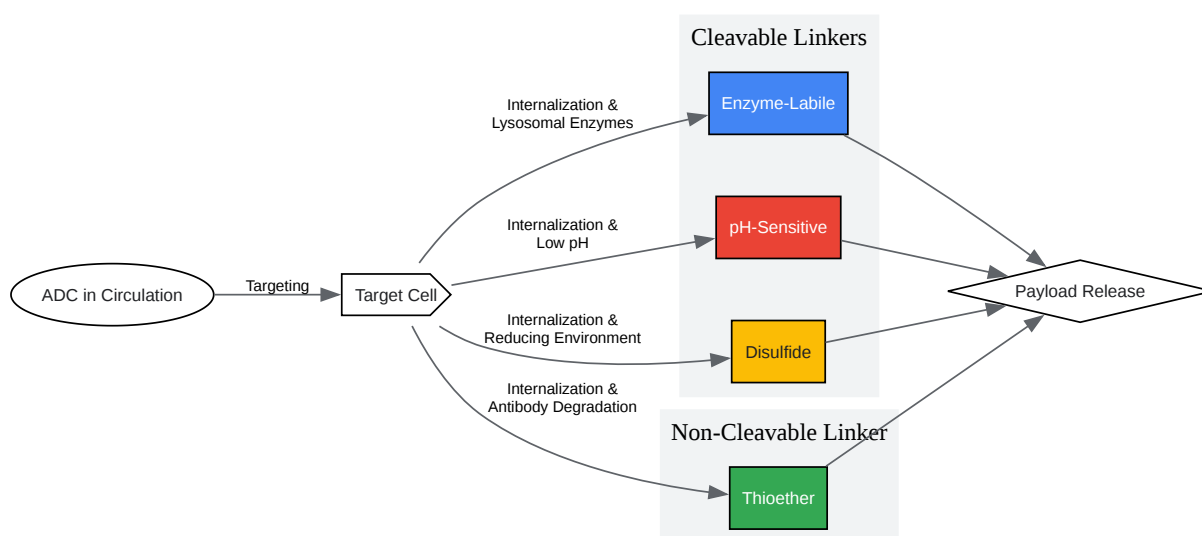 Cleavable Linkers
Enzyme-Labile
Internalization &
Lysosomal Enzymes
pH-Sensitive
Internalization &
Low pH
ADC in Circulation
Targeting
Target Cell
Payload Release
Internalization &
Reducing Environment
Disulfide
Internalization &
Antibody Degradation
Non-Cleavable Linker
Thioether